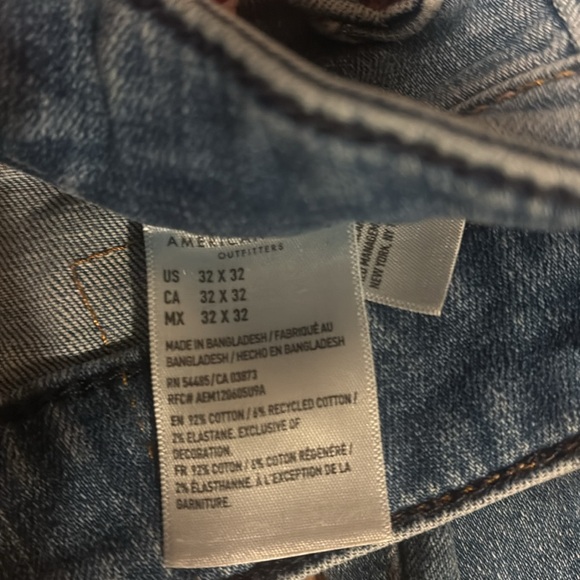 OUTFITTERS
US 32 X 32
CA 32 X 32
MX 32 X 32
MADE IN BANGLADESH / FABRIQUÉ AU
BANGLADESH / HECHO EN BANGLADESH
RN 54485/CA 03873
RFC# AEM120605U9A
EN 92% COTTON / 6% RECYCLED COTTON /
2% ELASTANE. EXCLUSIVE OF
DECORATION.
FR 92% COTON / 6% COTON RÉGÉNÉRÉ /
2% ÉLASTHANNE. À L'EXCEPTION DE LA
GARNITURE.
NEW YORK, NY